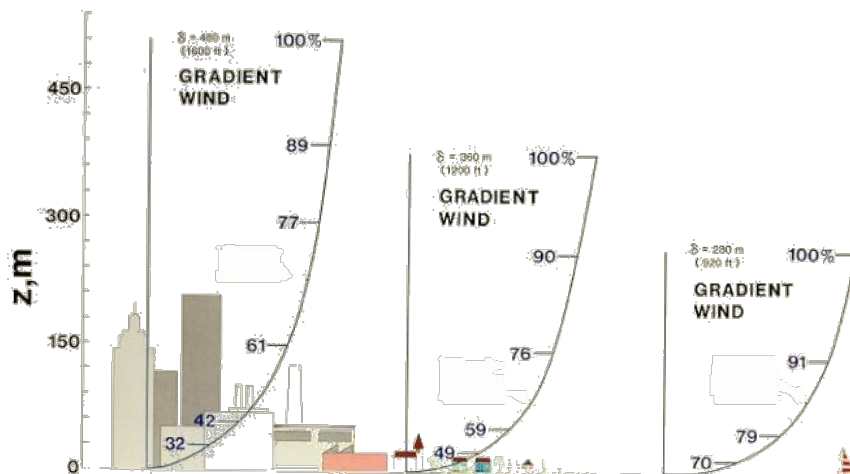 z,m
450
300
150
0
δ = 480 m
(1600 ft)
GRADIENT
WIND
100%
89
77
61
42
32
δ = 360 m
(1200 ft)
GRADIENT
WIND
100%
90
76
59
49
δ = 280 m
(920 ft)
GRADIENT
WIND
100%
91
79
70